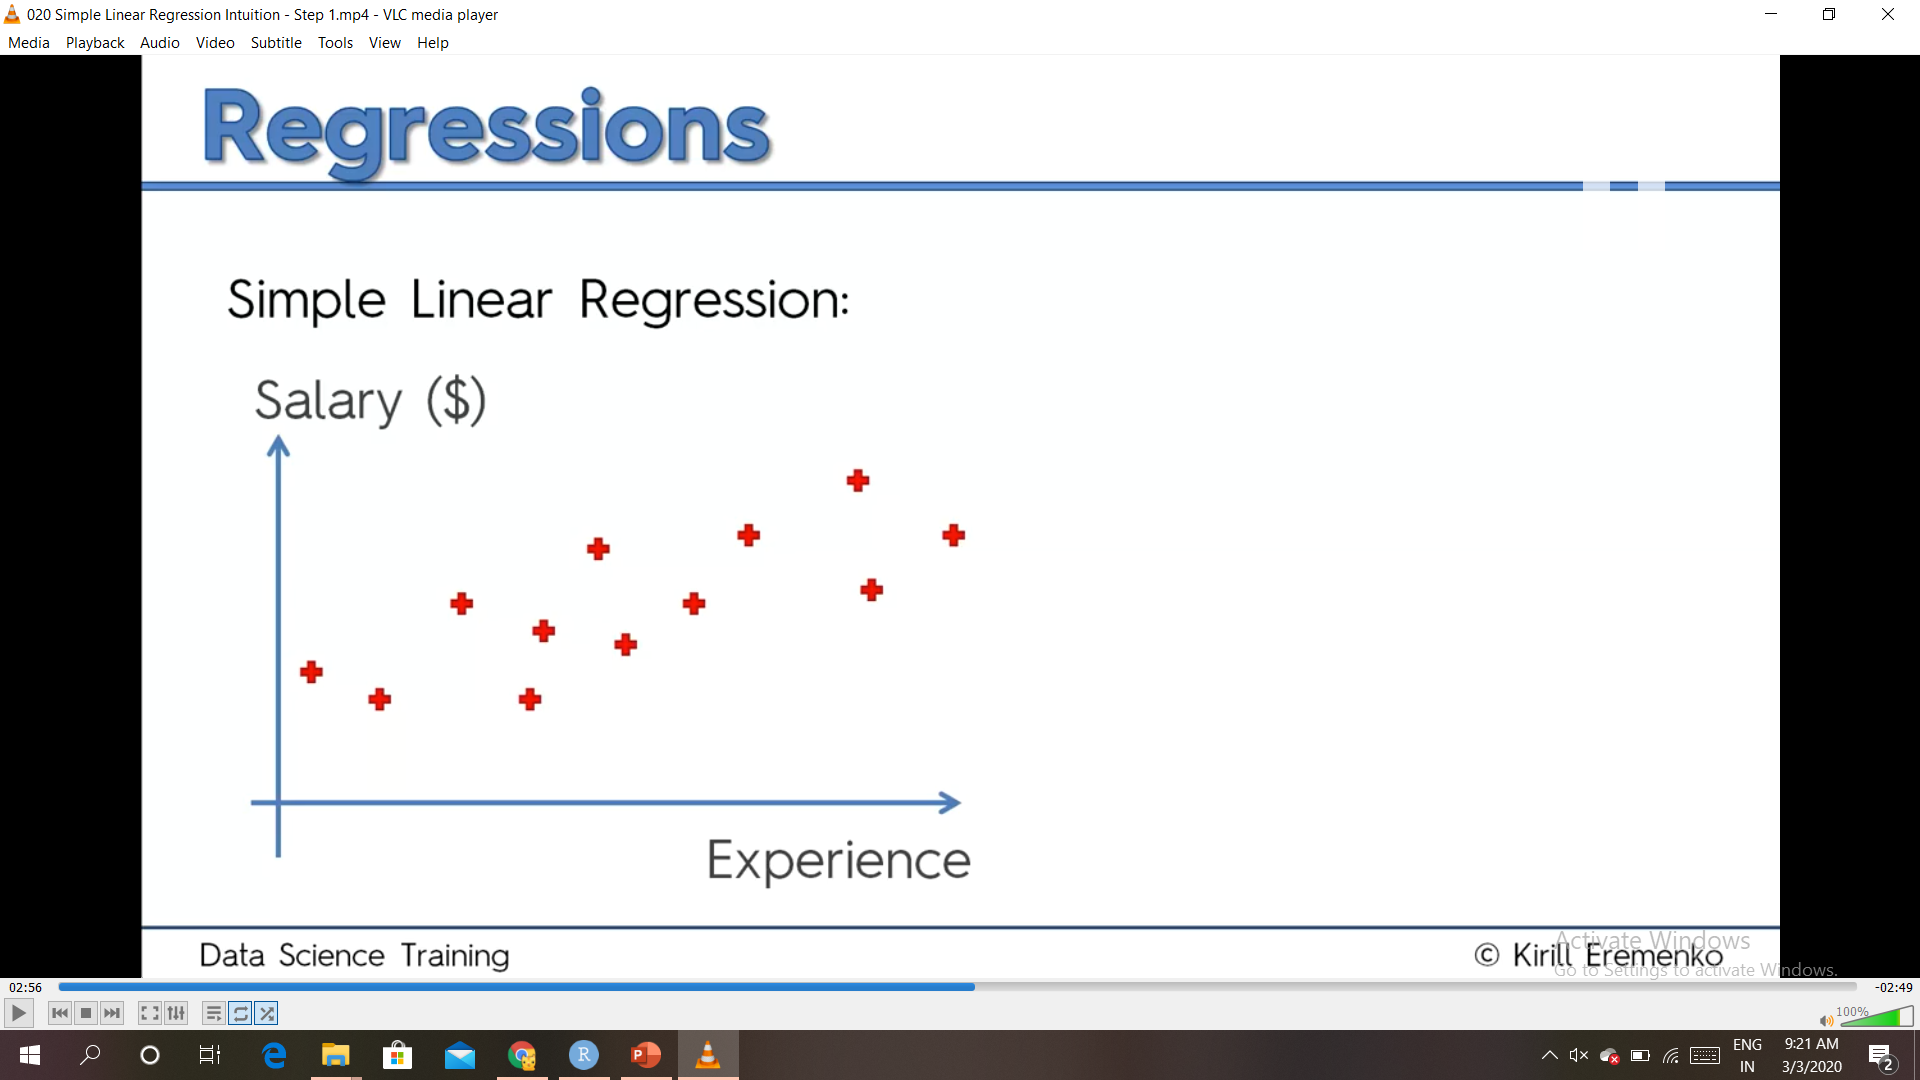 020 Simple Linear Regression Intuition - Step 1.mp4 - VLC media player
Media Playback Audio Video Subtitle Tools View Help
Regressions
Simple Linear Regression:
Salary ($)
Experience
Data Science Training
© Kirill Eremenko
Activate Windows
Go to Settings to activate Windows.
02:56
-02:49
100%
ENG
IN
9:21 AM
3/3/2020
2